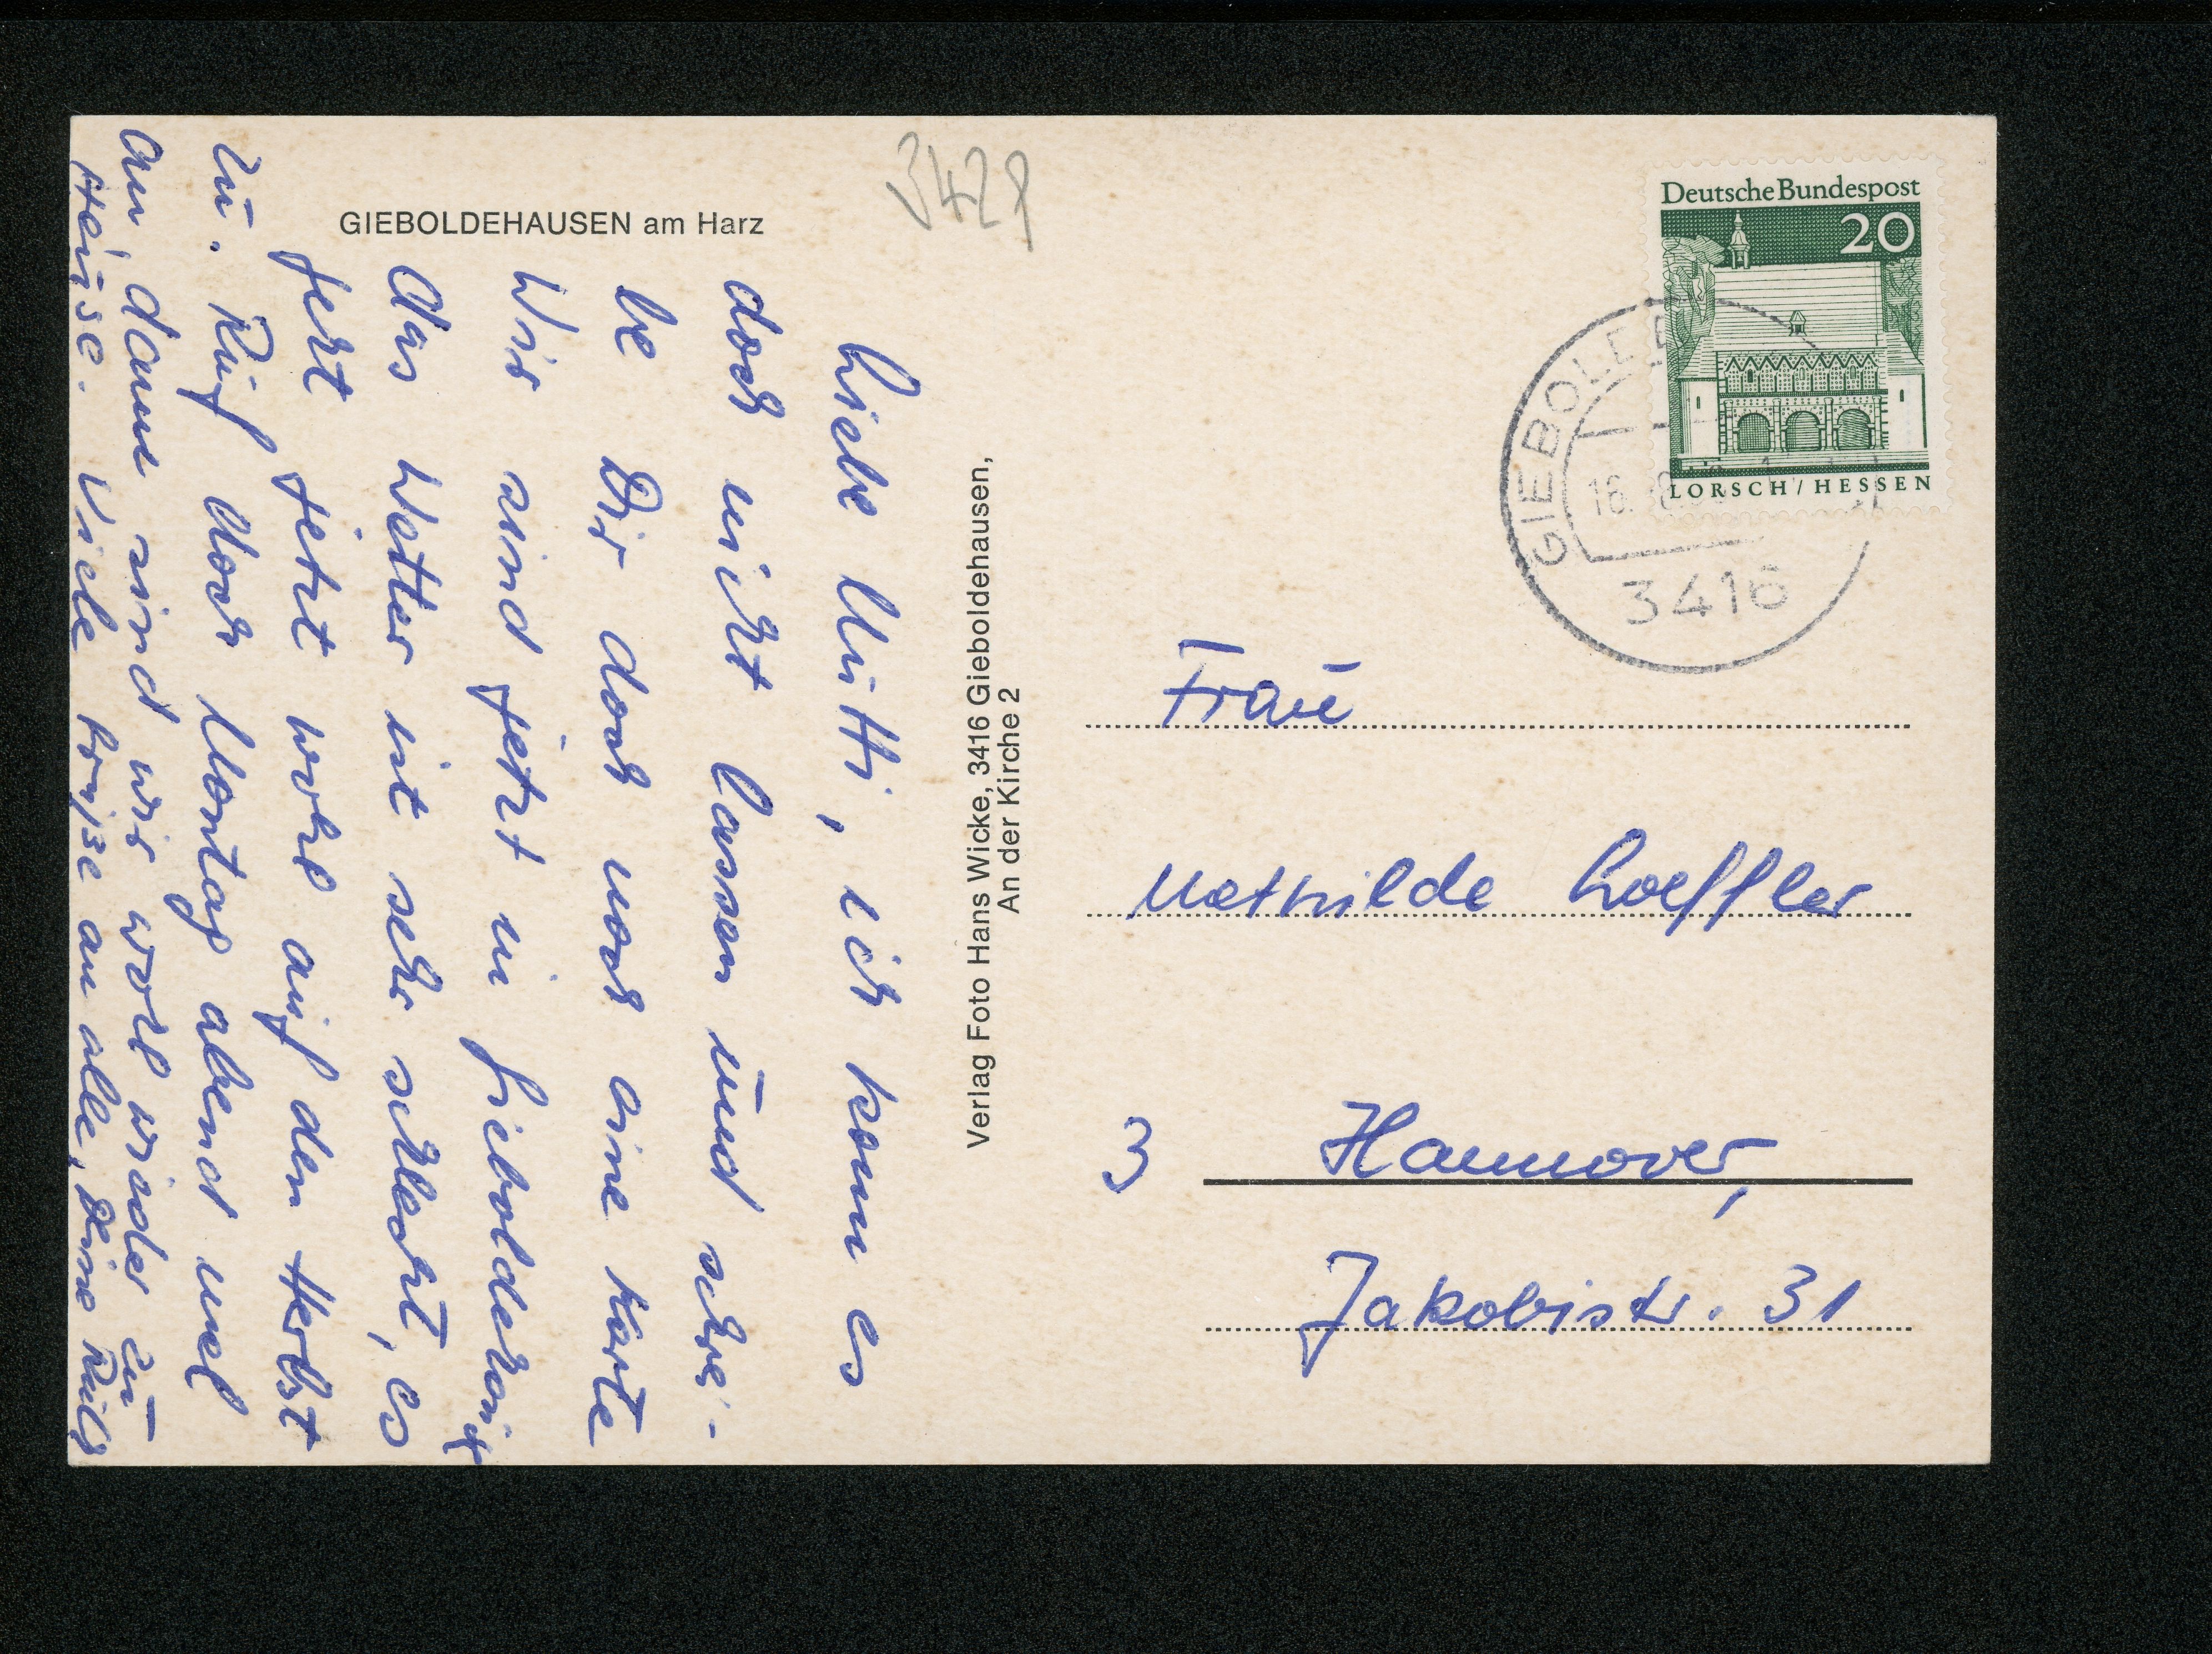 GIEBOLDEHAUSEN am Harz
3429
Liebe Mutti, ich kann es
doch nicht lassen und schrei-
be Dir doch noch eine Karte
Wir sind jetzt in Gieboldehausen
Das Wetter ist sehr schlecht, es
geht jetzt wohl auf den Herbst
zu. Ruf doch Montag abend mal
an, dann sind wir wohl wieder zu
Hause. Viele Grüße an alle, Deine
Verlag Foto Hans Wicke, 3416 Gieboldehausen,
An der Kirche 2
Deutsche Bundespost
20
LORSCH/HESSEN
3416
Frau
Mathilde Loeffler
3 Hannover,
Jakobistr. 31